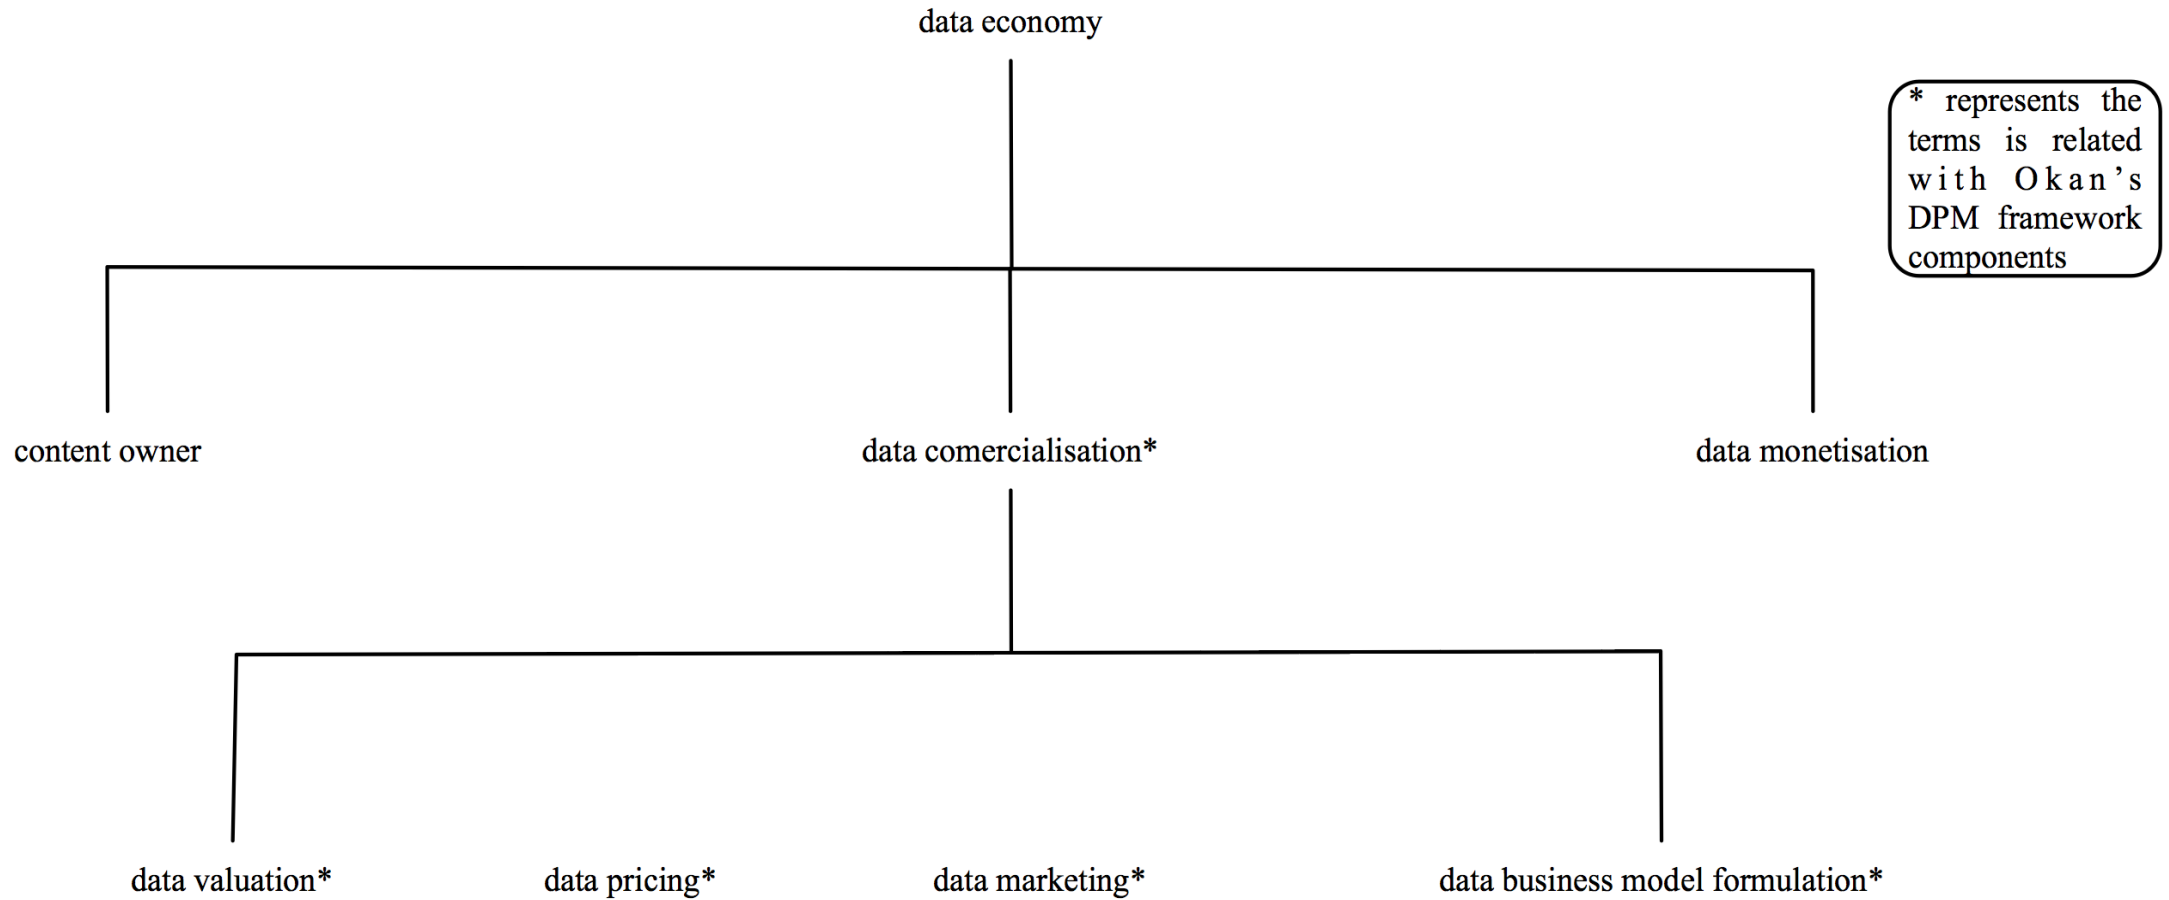 data economy
* represents the
terms is related
with Okan’s
DPM framework
components
content owner
data comercialisation*
data monetisation
data valuation*
data pricing*
data marketing*
data business model formulation*